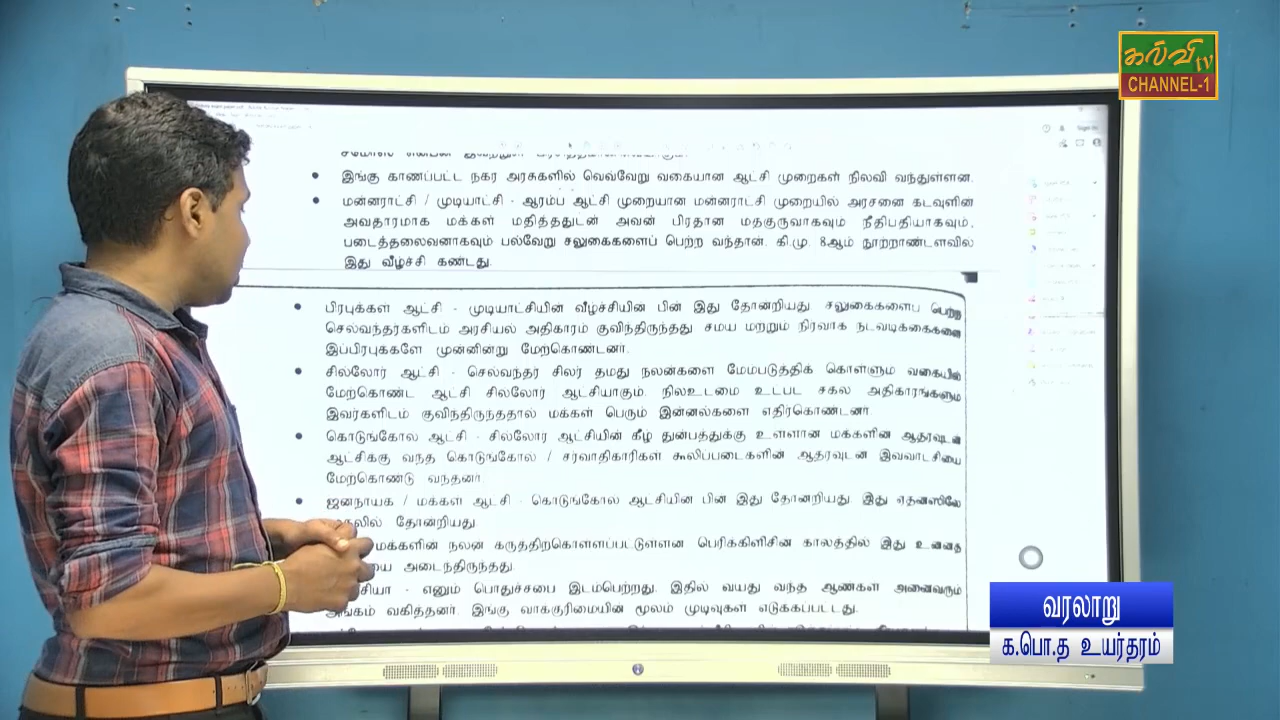 கல்வி TV
CHANNEL-1
Sign In
இங்கு காணப்பட்ட நகர அரசுகளில் வெவ்வேறு வகையான ஆட்சி முறைகள் நிலவி வந்துள்ளன.
மன்னராட்சி / முடியாட்சி - ஆரம்ப ஆட்சி முறையான மன்னராட்சி முறையில் அரசனை கடவுளின்
அவதாரமாக மக்கள் மதித்ததுடன் அவன் பிரதான மதகுருவாகவும் நீதிபதியாகவும்,
படைத்தலைவனாகவும் பல்வேறு சலுகைகளைப் பெற்ற வந்தான். கி.மு. 8ஆம் நூற்றாண்டளவில்
இது வீழ்ச்சி கண்டது.
பிரபுக்கள் ஆட்சி - முடியாட்சியின் வீழ்ச்சியின் பின் இது தோன்றியது சலுகைகளைப் பெற்ற
செல்வந்தர்களிடம் அரசியல் அதிகாரம் குவிந்திருந்தது சமய மற்றும் நிர்வாக நடவடிக்கைகளை
இப்பிரபுக்களே முன்னின்று மேற்கொண்டனர்.
சில்லோர் ஆட்சி - செல்வந்தர் சிலர் தமது நலன்களை மேம்படுத்திக் கொள்ளும் வகையில்
மேற்கொண்ட ஆட்சி சில்லோர் ஆட்சியாகும். நிலஉடமை உட்பட சகல அதிகாரங்களும்
இவர்களிடம் குவிந்திருந்ததால் மக்கள் பெரும் இன்னல்களை எதிர்கொண்டனர்.
கொடுங்கோல் ஆட்சி - சில்லோர் ஆட்சியின் கீழ் துன்பத்துக்கு உள்ளான மக்களின் ஆதரவுடன்
ஆட்சிக்கு வந்த கொடுங்கோல் / சர்வாதிகாரிகள் கூலிப்படைகளின் ஆதரவுடன் இவ்வாட்சியை
மேற்கொண்டு வந்தனர்
ஜனநாயக / மக்கள் ஆட்சி - கொடுங்கோல் ஆட்சியின் பின் இது தோன்றியது இது எதன்ஸிலே
தோன்றியது
மக்களின் நலன் கருத்திற்கொள்ளப்பட்டுள்ளன பெரிக்கிளிசின் காலத்தில் இது உன்னத
அடைந்திருந்தது.
- எனும் பொதுச்சபை இடம்பெற்றது. இதில் வயது வந்த ஆண்கள் அனைவரும்
அங்கம் வகித்தனர். இங்கு வாக்குரிமையின் மூலம் முடிவுகள் எடுக்கப்பட்டது.
வரலாறு
க.பொ.த உயர்தரம்